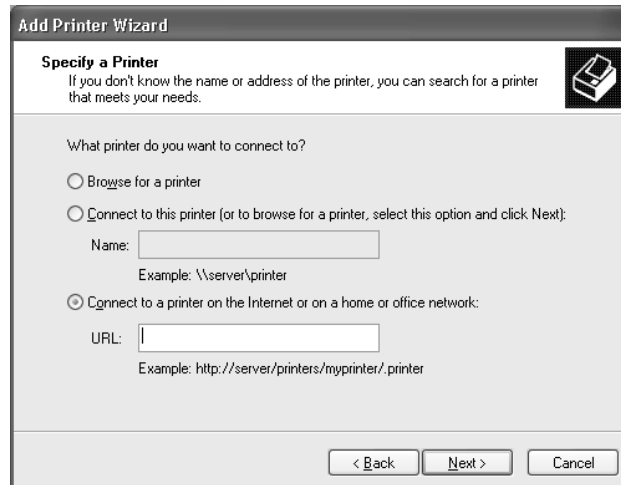 Add Printer Wizard
Specify a Printer
If you don't know the name or address of the printer, you can search for a printer
that meets your needs.
What printer do you want to connect to?
Browse for a printer
Connect to this printer (or to browse for a printer, select this option and click Next):
Name:
Example: \\server\printer
Connect to a printer on the Internet or on a home or office network:
URL:
Example: http://server/printers/myprinter/.printer
< Back Next > Cancel